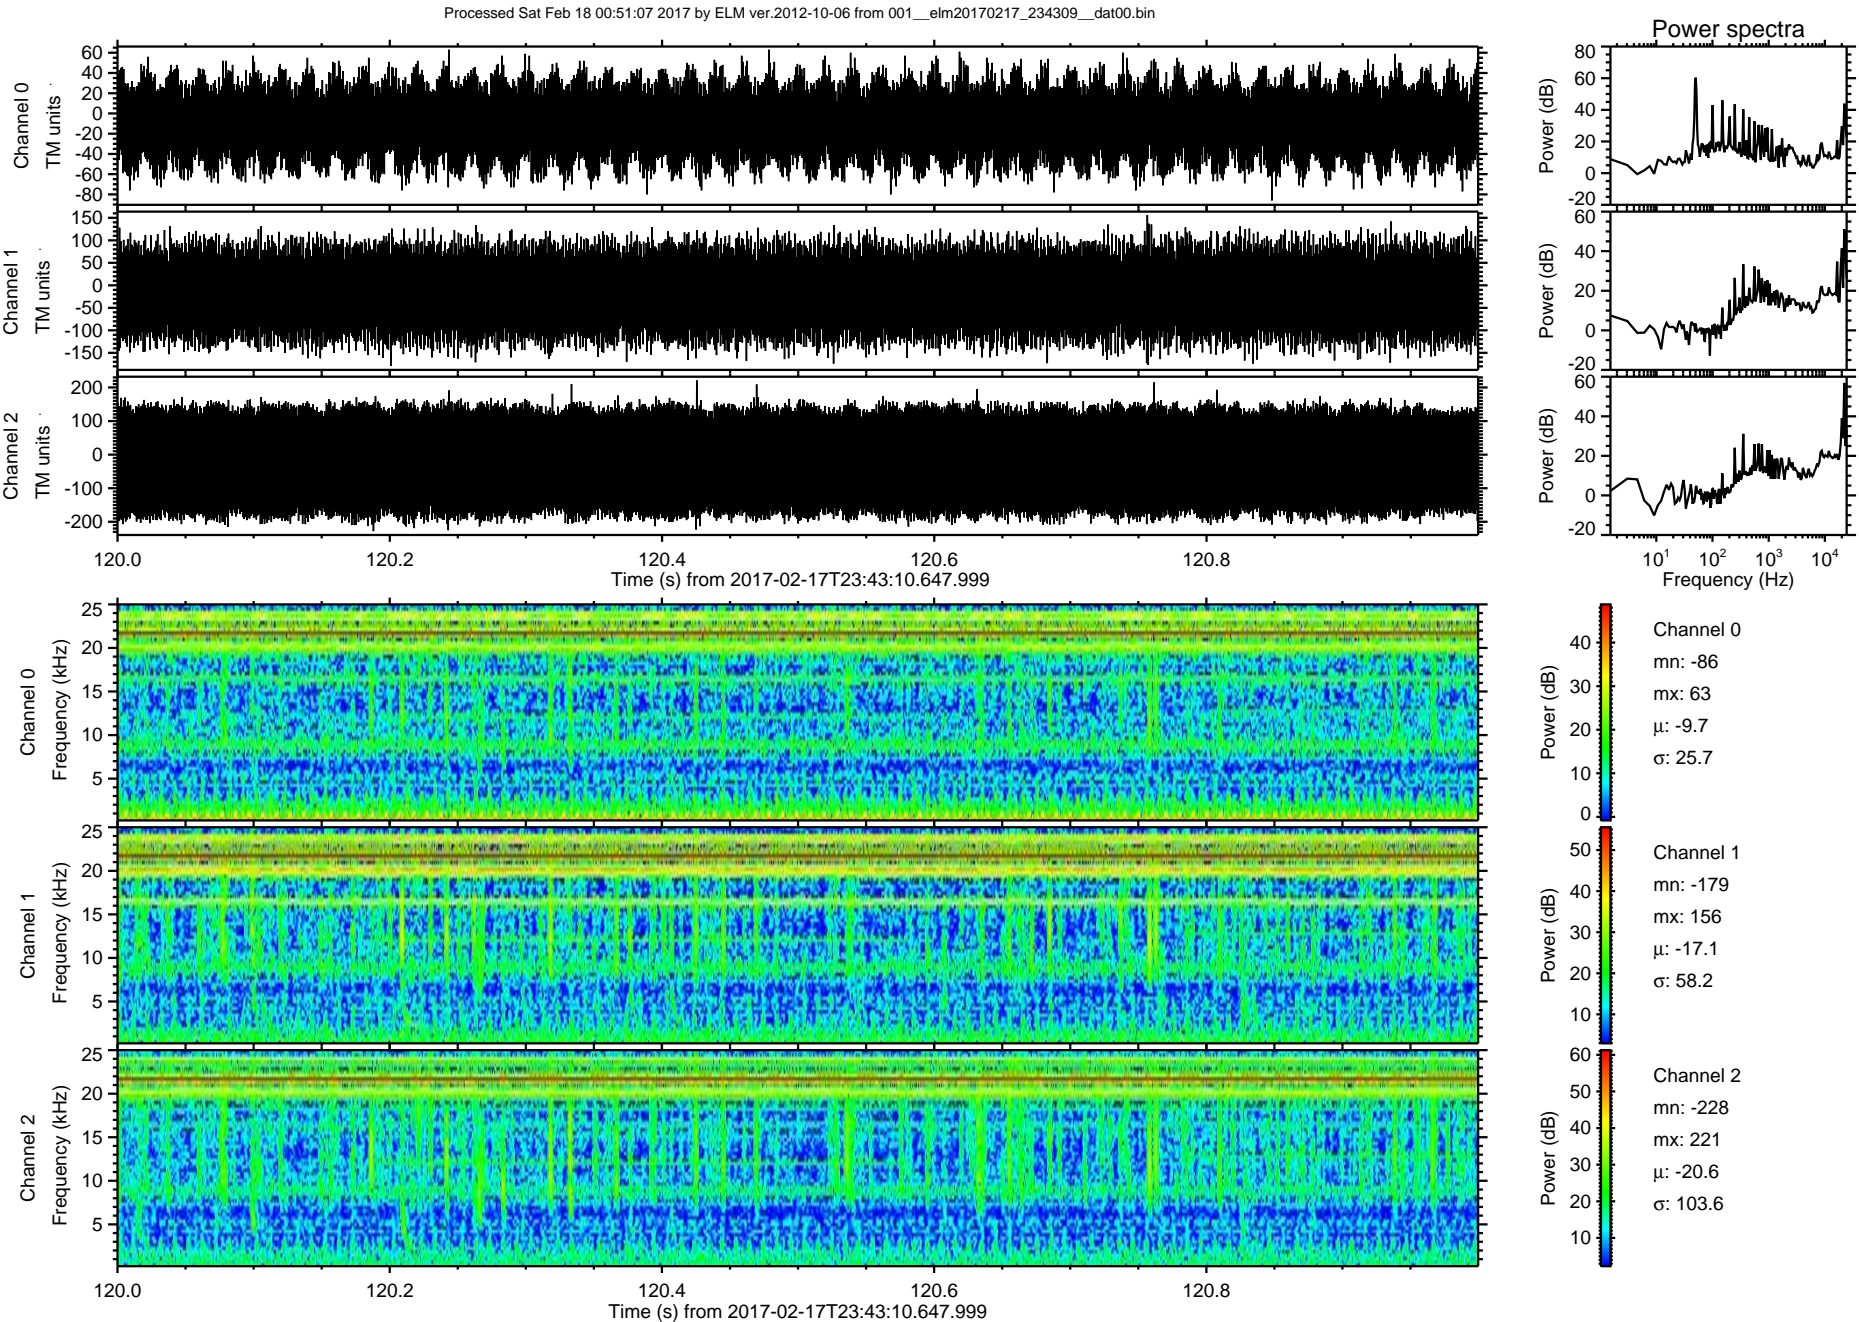 Processed Sat Feb 18 00:51:07 2017 by ELM ver.2012-10-06 from 001__elm20170217_234309__dat00.bin
Power spectra
Channel 0
TM units
60
40
20
0
-20
-40
-60
-80
Power (dB)
80
60
40
20
0
-20
Channel 1
TM units
150
100
50
0
-50
-100
-150
Power (dB)
60
40
20
0
-20
Channel 2
TM units
200
100
0
-100
-200
Power (dB)
60
40
20
0
-20
120.0 120.2 120.4 120.6 120.8
Time (s) from 2017-02-17T23:43:10.647.999
10¹ 10² 10³ 10⁴
Frequency (Hz)
Channel 0
Frequency (kHz)
25
20
15
10
5
Power (dB)
40
30
20
10
0
Channel 0
mn: -86
mx: 63
μ: -9.7
σ: 25.7
Channel 1
Frequency (kHz)
25
20
15
10
5
Power (dB)
50
40
30
20
10
Channel 1
mn: -179
mx: 156
μ: -17.1
σ: 58.2
Channel 2
Frequency (kHz)
25
20
15
10
5
Power (dB)
60
50
40
30
20
10
Channel 2
mn: -228
mx: 221
μ: -20.6
σ: 103.6
120.0 120.2 120.4 120.6 120.8
Time (s) from 2017-02-17T23:43:10.647.999